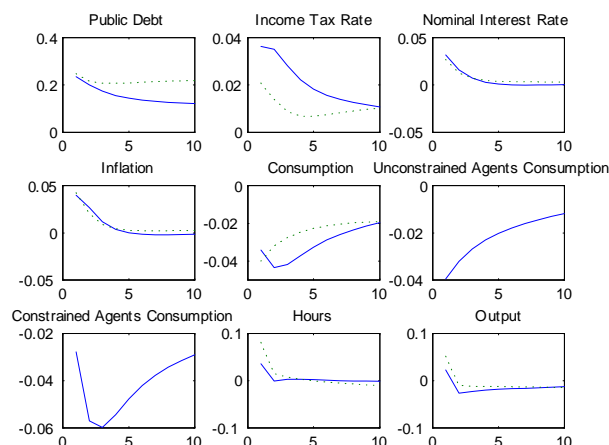 Public Debt
Income Tax Rate
Nominal Interest Rate
0.4
0.2
0
0 5 10
0.04
0.02
0
0 5 10
0.05
0
-0.05
0 5 10
Inflation
Consumption
Unconstrained Agents Consumption
0.05
0
-0.05
0 5 10
0
-0.02
-0.04
0 5 10
0
-0.02
-0.04
0 5 10
Constrained Agents Consumption
Hours
Output
-0.02
-0.04
-0.06
0 5 10
0.1
0
-0.1
0 5 10
0.1
0
-0.1
0 5 10